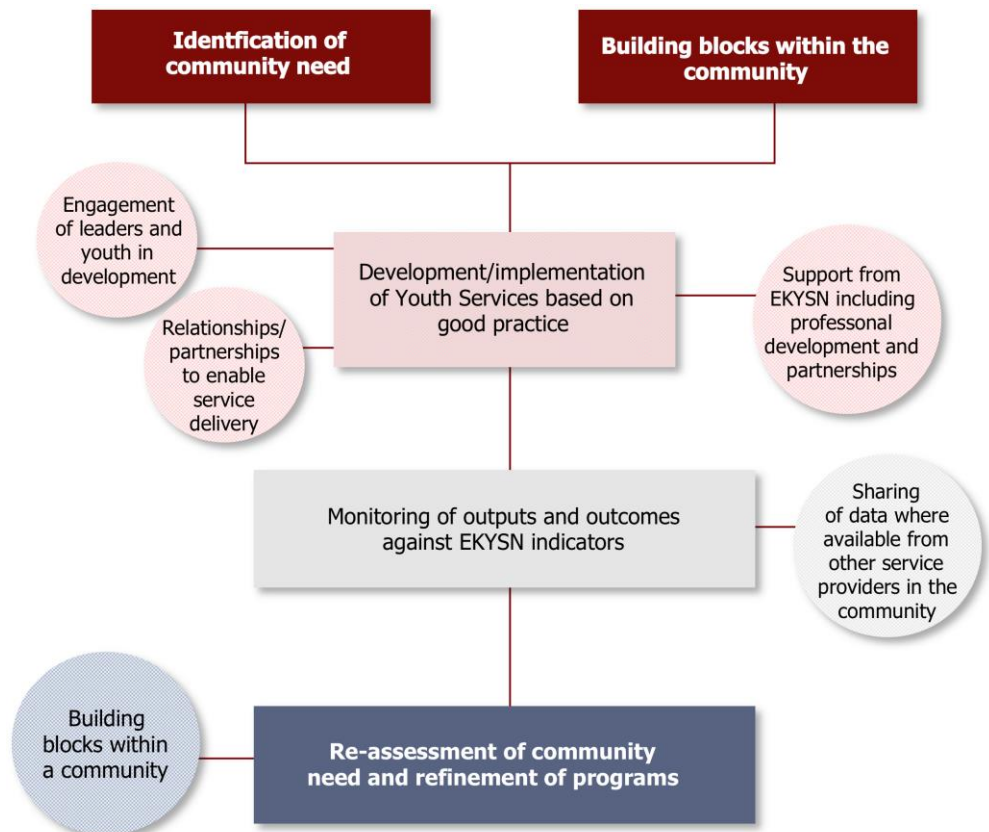 Identfication of
community need
Building blocks within the
community
Engagement
of leaders and
youth in
development
Development/implementation
of Youth Services based on
good practice
Support from
EKYSN including
professonal
development and
partnerships
Relationships/
partnerships
to enable
service
delivery
Monitoring of outputs and outcomes
against EKYSN indicators
Sharing
of data where
available from
other service
providers in the
community
Building
blocks within
a community
Re-assessment of community
need and refinement of programs